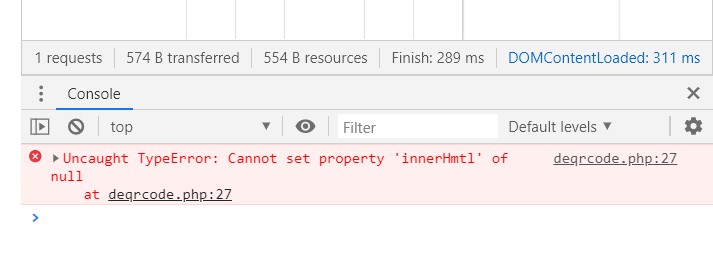 1 requests 574 B transferred 554 B resources Finish: 289 ms DOMContentLoaded: 311 ms
Console
top Filter Default levels
Uncaught TypeError: Cannot set property 'innerHmtl' of deqrcode.php:27
null
at deqrcode.php:27